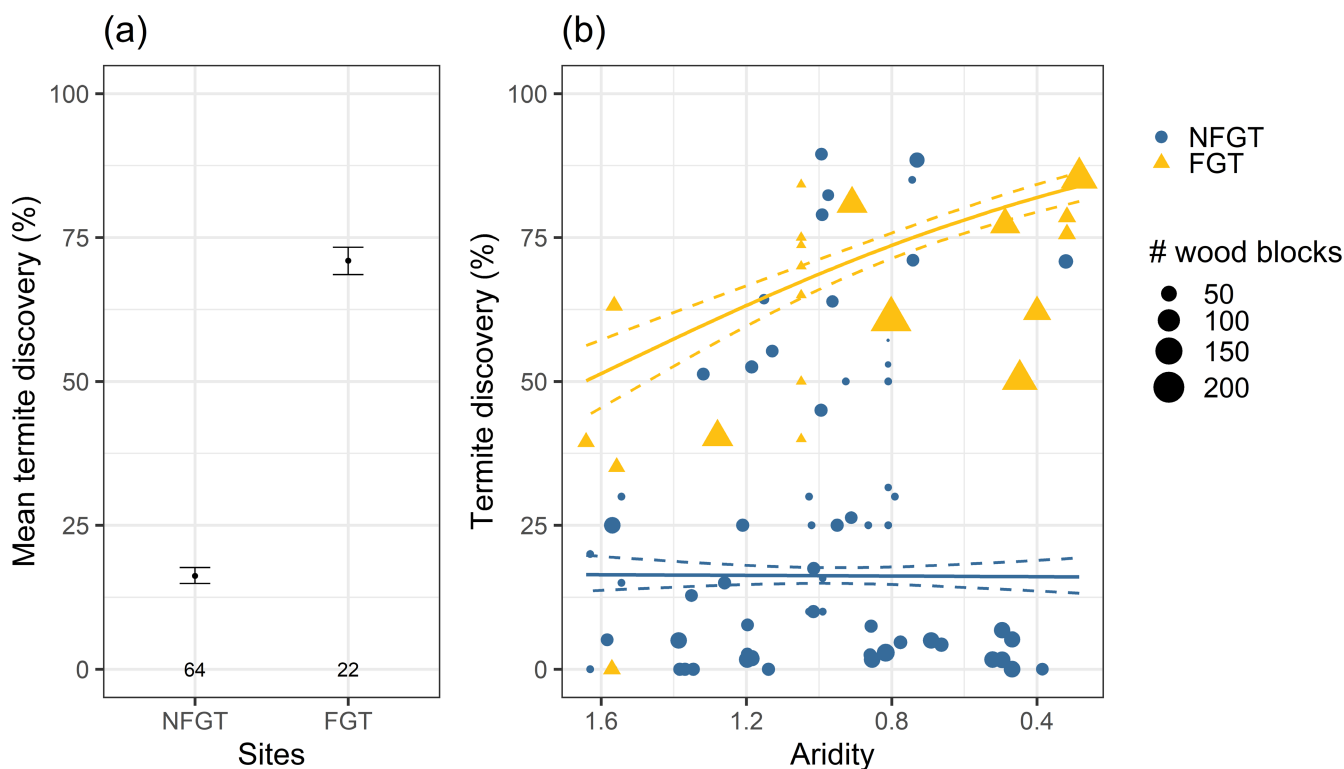 (a)
Mean termite discovery (%)
100
75
50
25
0
64
22
NFGT
FGT
Sites
(b)
Termite discovery (%)
100
75
50
25
0
1.6
1.2
0.8
0.4
Aridity
NFGT
FGT
# wood blocks
50
100
150
200